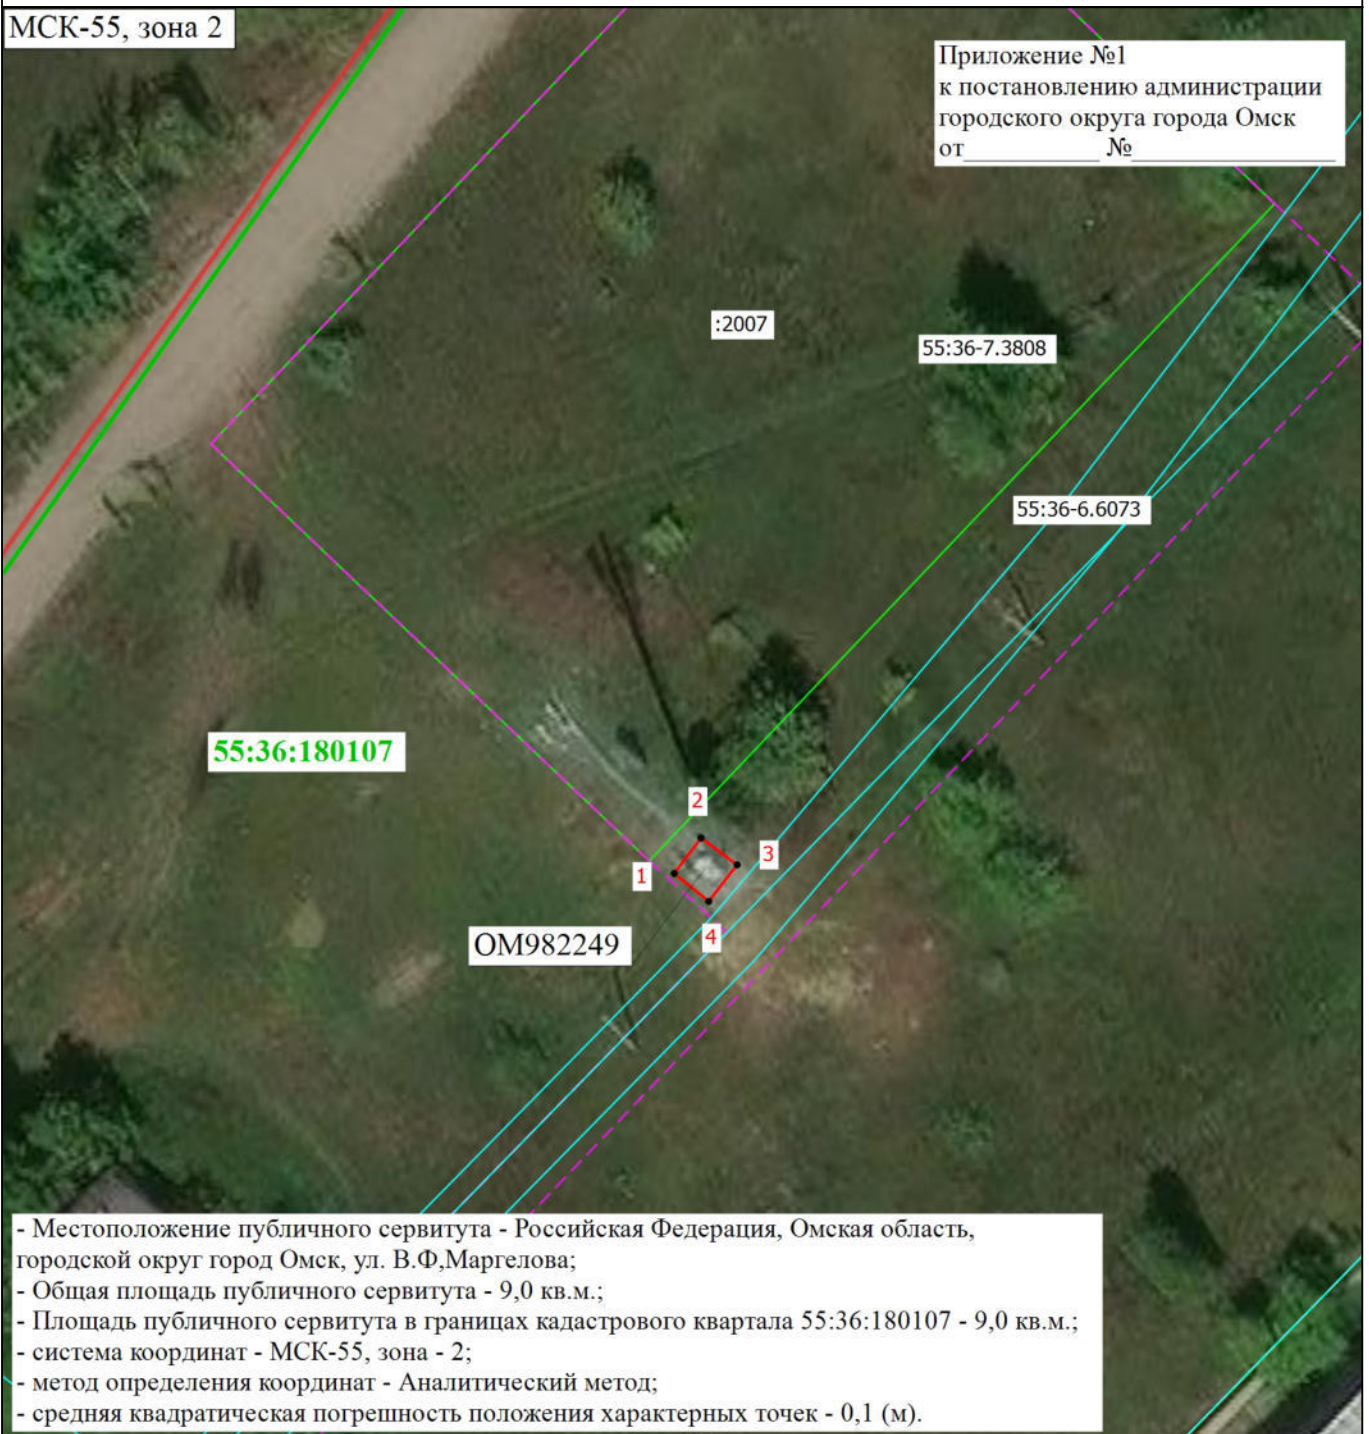 МСК-55, зона 2
Приложение №1
к постановлению администрации
городского округа города Омск
от__________ №_______________
:2007
55:36-7.3808
55:36-6.6073
55:36:180107
2
3
1
4
ОМ982249
- Местоположение публичного сервитута - Российская Федерация, Омская область,
городской округ город Омск, ул. В.Ф,Маргелова;
- Общая площадь публичного сервитута - 9,0 кв.м.;
- Площадь публичного сервитута в границах кадастрового квартала 55:36:180107 - 9,0 кв.м.;
- система координат - МСК-55, зона - 2;
- метод определения координат - Аналитический метод;
- средняя квадратическая погрешность положения характерных точек - 0,1 (м).